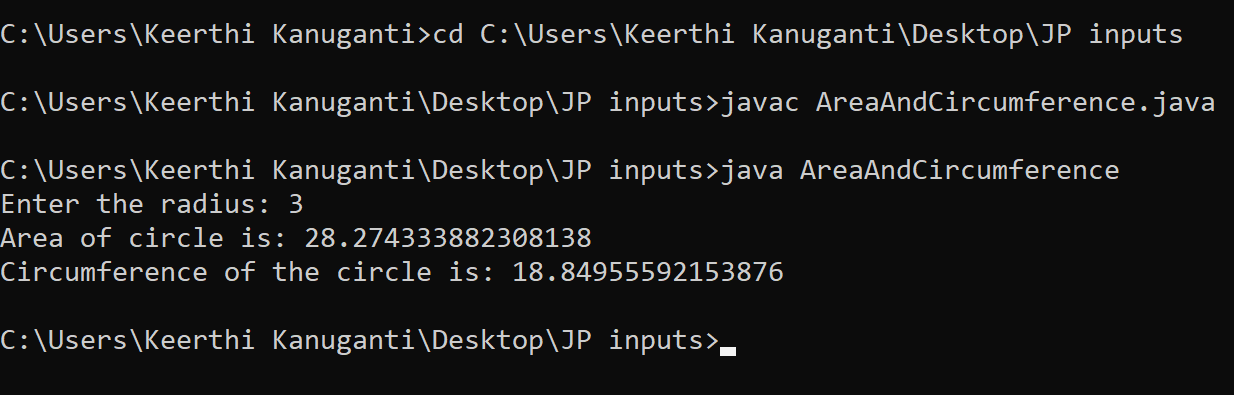 C:\Users\Keerthi Kanuganti>cd C:\Users\Keerthi Kanuganti\Desktop\JP inputs
C:\Users\Keerthi Kanuganti\Desktop\JP inputs>javac AreaAndCircumference.java
C:\Users\Keerthi Kanuganti\Desktop\JP inputs>java AreaAndCircumference
Enter the radius: 3
Area of circle is: 28.274333882308138
Circumference of the circle is: 18.84955592153876
C:\Users\Keerthi Kanuganti\Desktop\JP inputs>